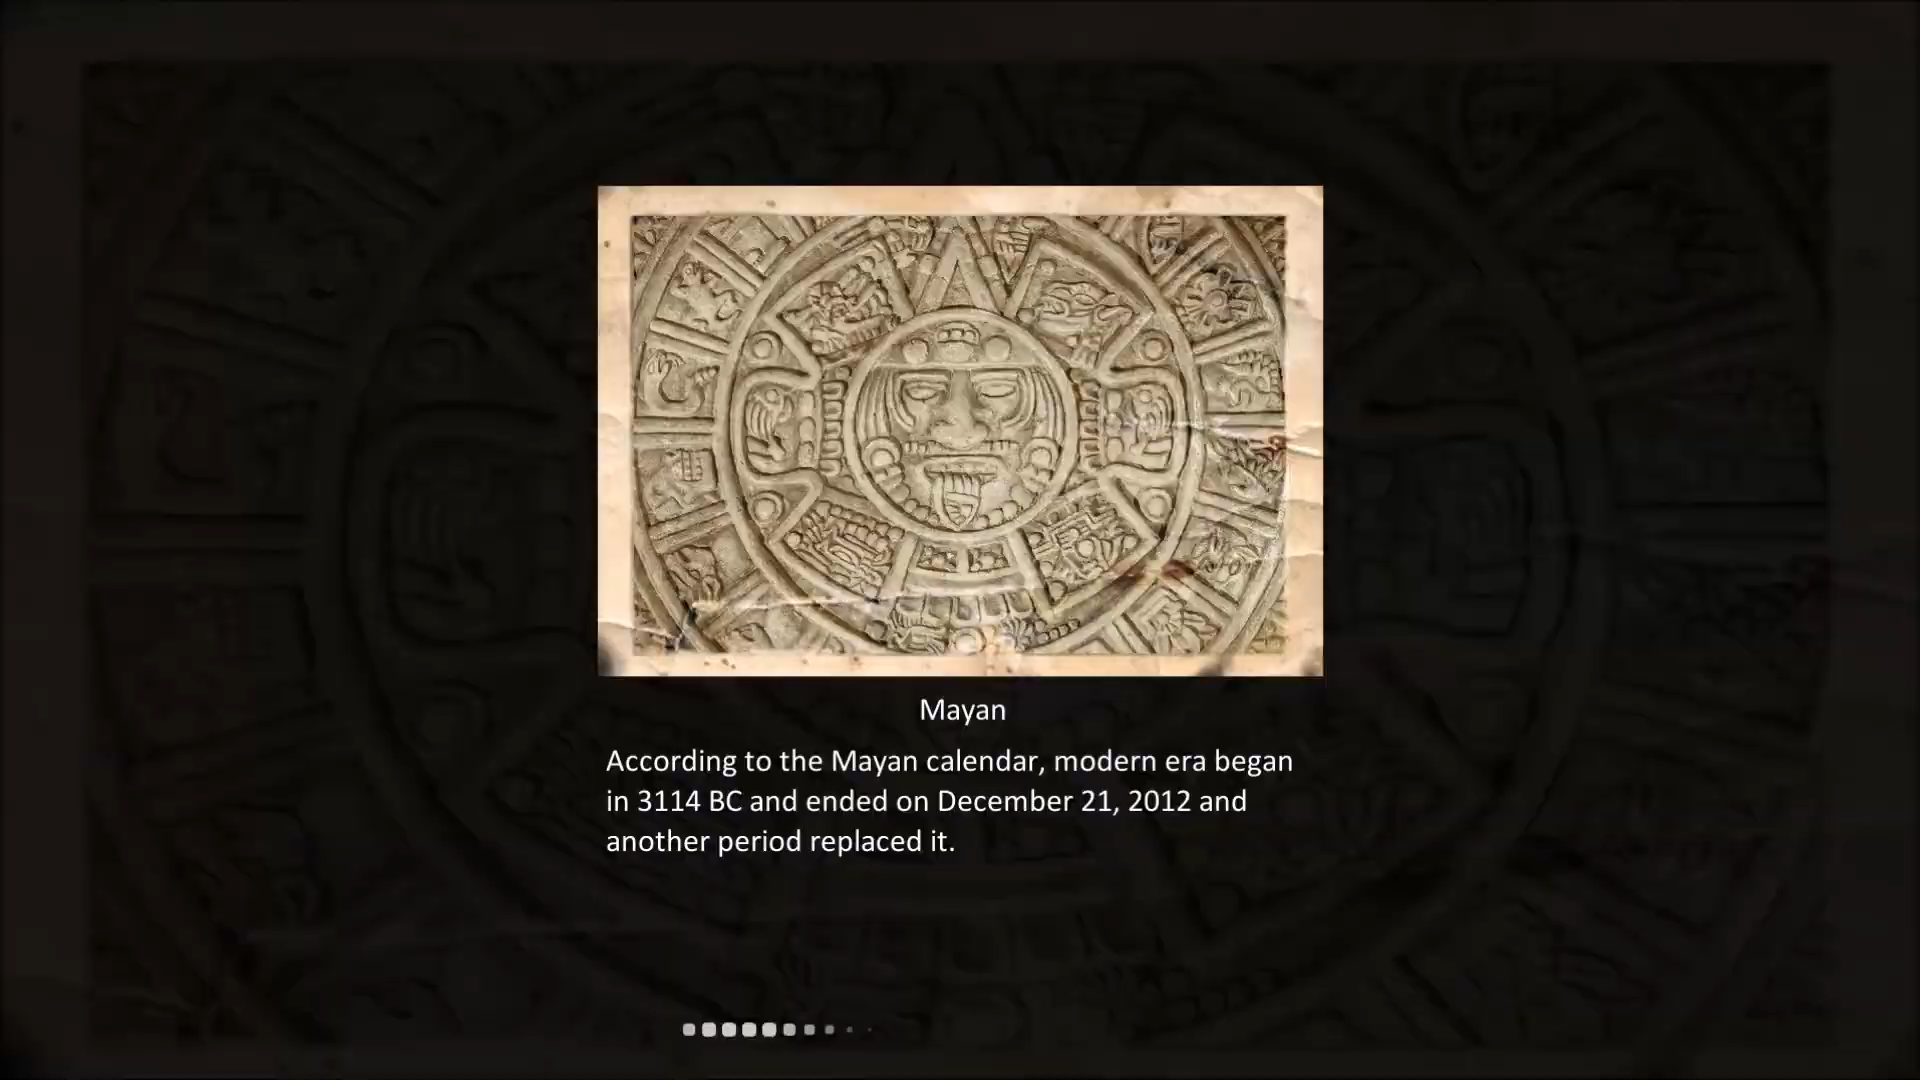 Mayan
According to the Mayan calendar, modern era began
in 3114 BC and ended on December 21, 2012 and
another period replaced it.